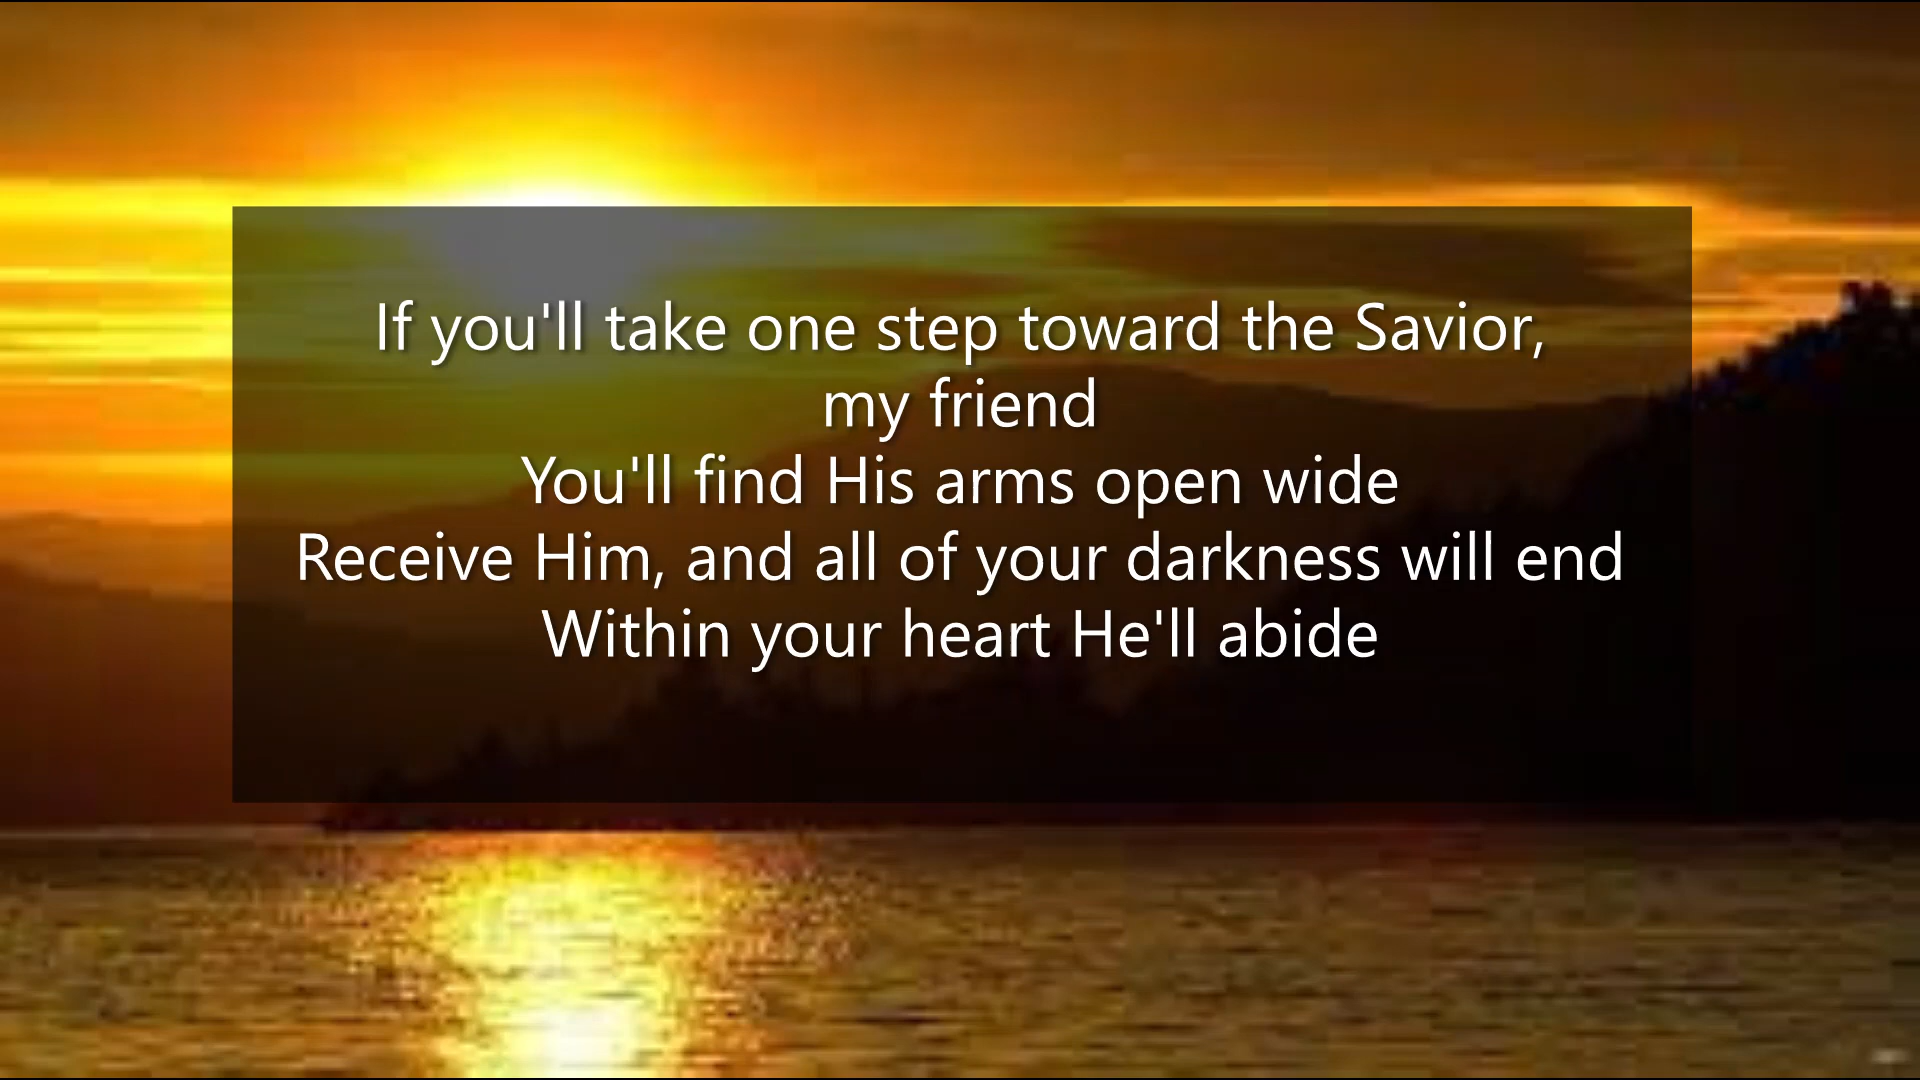 If you'll take one step toward the Savior,
my friend
You'll find His arms open wide
Receive Him, and all of your darkness will end
Within your heart He'll abide